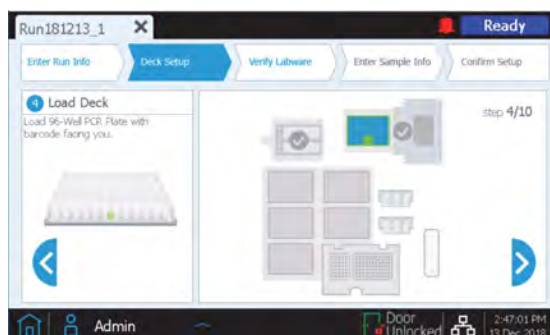 Run181213_1 X
Ready
Enter Run Info
Deck Setup
Verify Labware
Enter Sample Info
Confirm Setup
4 Load Deck
Load 96-Well PCR Plate with
barcode facing you.
step 4/10
Admin
Door
Unlocked
2:47:01 PM
13 Dec 2018